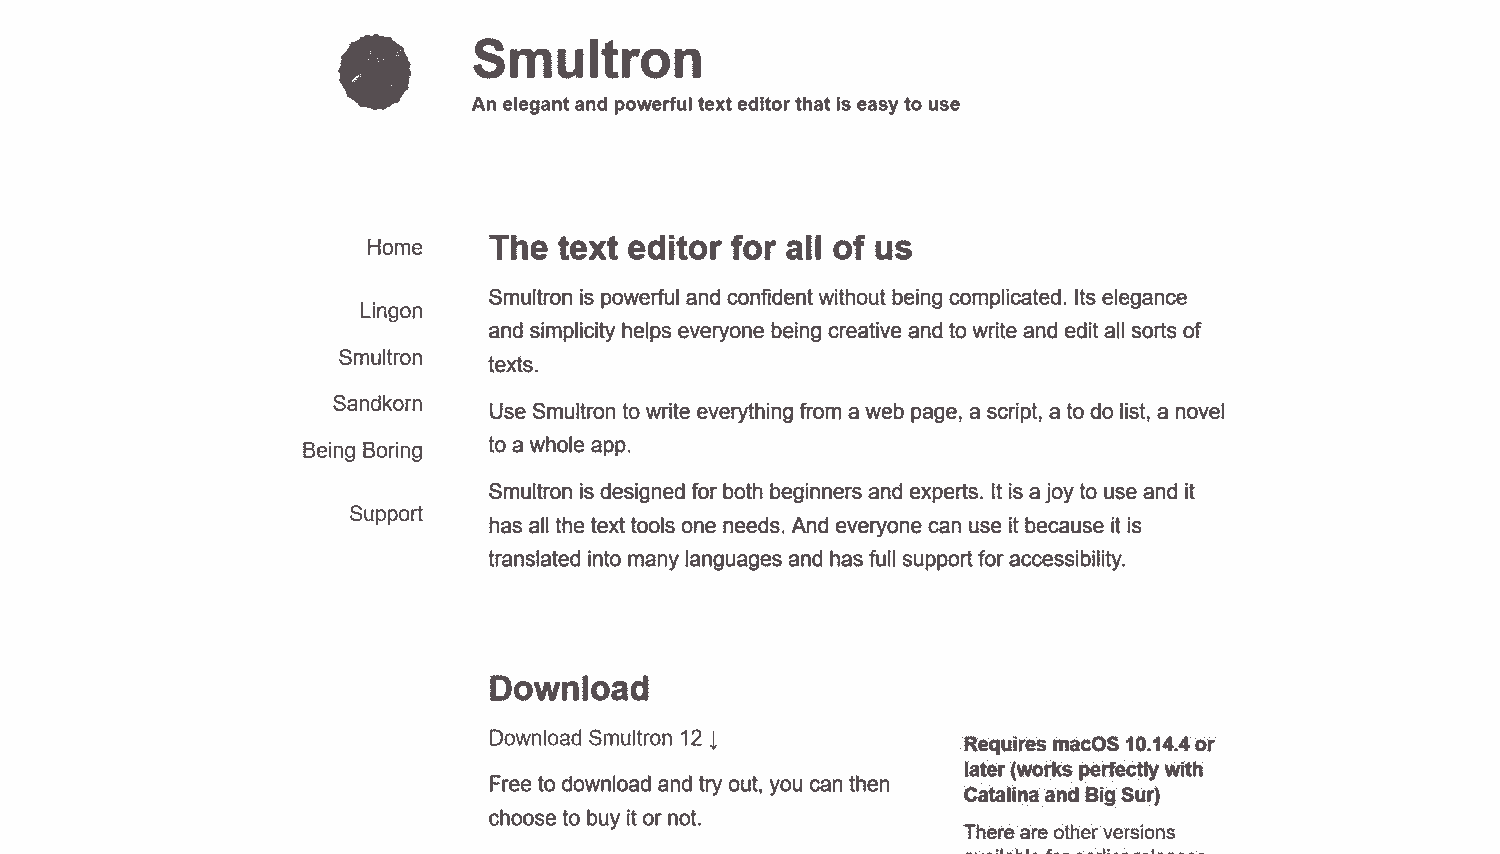 Smultron
An elegant and powerful text editor that is easy to use
Home
Lingon
Smultron
Sandkorn
Being Boring
Support
The text editor for all of us
Smultron is powerful and confident without being complicated. Its elegance
and simplicity helps everyone being creative and to write and edit all sorts of
texts.
Use Smultron to write everything from a web page, a script, a to do list, a novel
to a whole app.
Smultron is designed for both beginners and experts. It is a joy to use and it
has all the text tools one needs. And everyone can use it because it is
translated into many languages and has full support for accessibility.
Download
Download Smultron 12 ↓
Free to download and try out, you can then
choose to buy it or not.
Requires macOS 10.14.4 or
later (works perfectly with
Catalina and Big Sur)
There are other versions